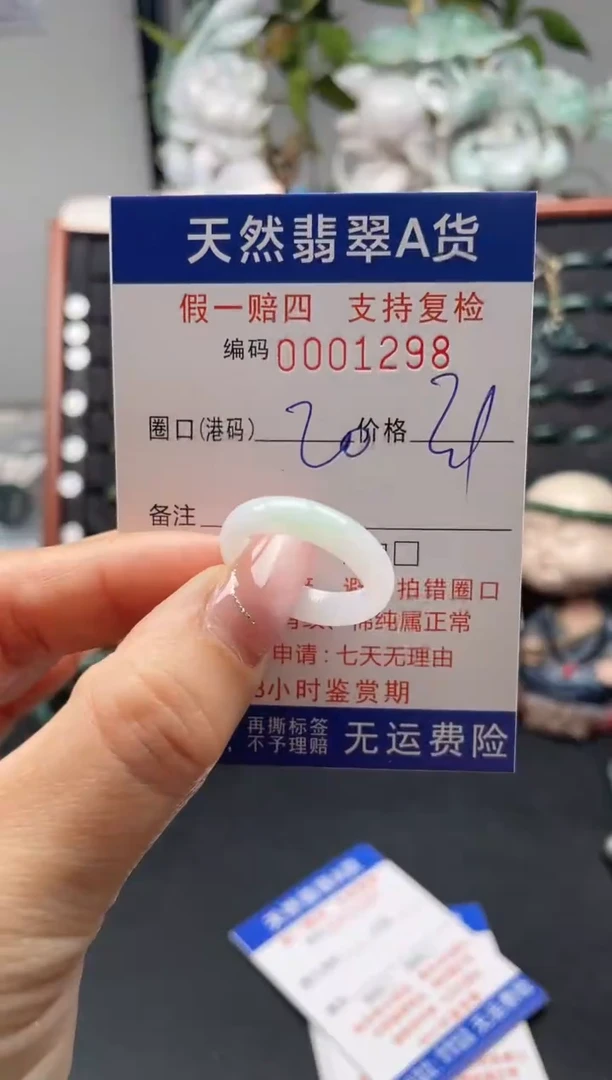 天然翡翠A货
假一赔四 支持复检
编码 0001298
圈口(港码) 20 价格 24
备注
拍错圈口
棉纯属正常
申请:七天无理由
小时鉴赏期
再撕标签
不予理赔
无运费险